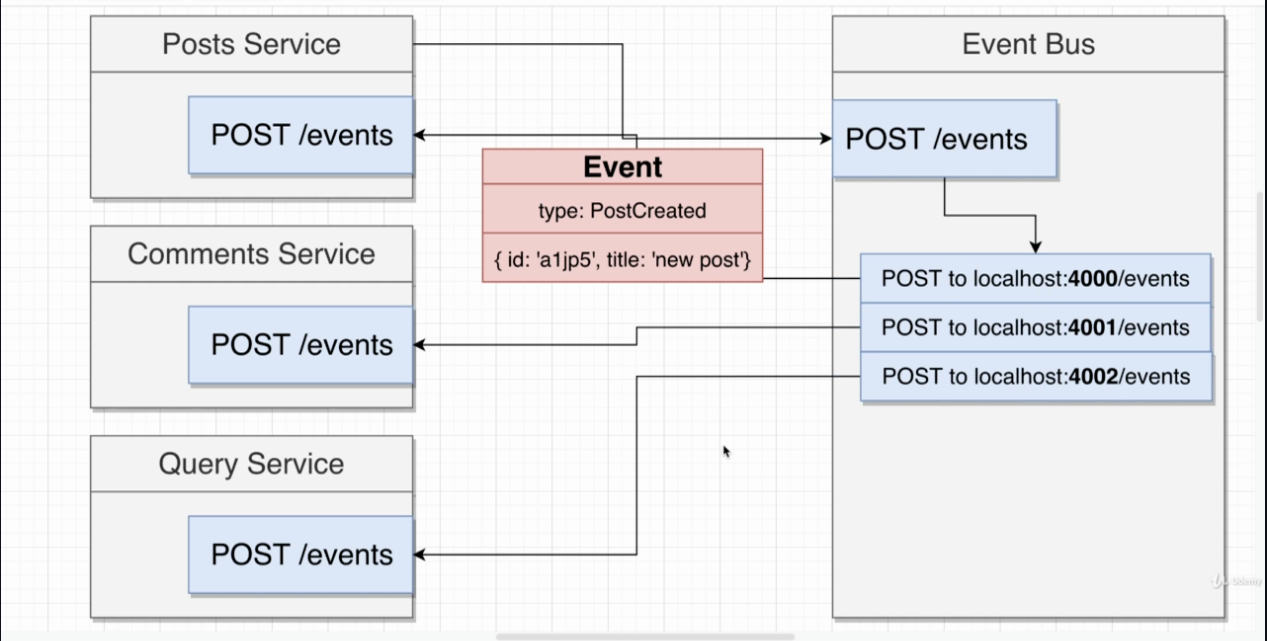 Posts Service
POST /events
Comments Service
POST /events
Query Service
POST /events
Event
type: PostCreated
{ id: 'a1jp5', title: 'new post'}
Event Bus
POST /events
POST to localhost:4000/events
POST to localhost:4001/events
POST to localhost:4002/events
Udemy